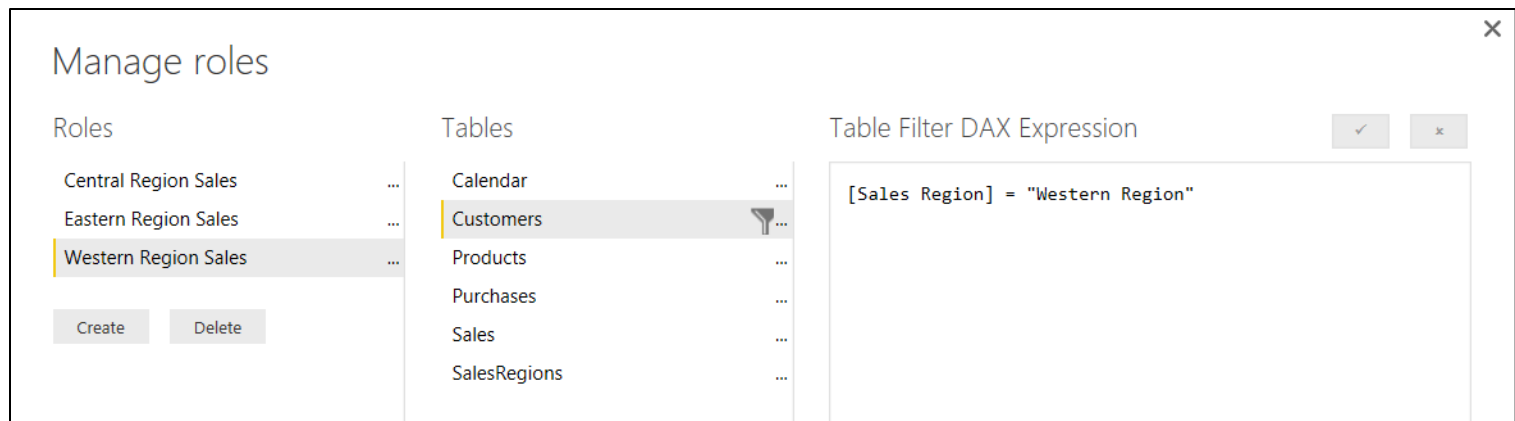 Manage roles
Roles
Tables
Table Filter DAX Expression
Central Region Sales ...
Eastern Region Sales ...
Western Region Sales ...
Create
Delete
Calendar ...
Customers ...
Products ...
Purchases ...
Sales ...
SalesRegions ...
[Sales Region] = "Western Region"